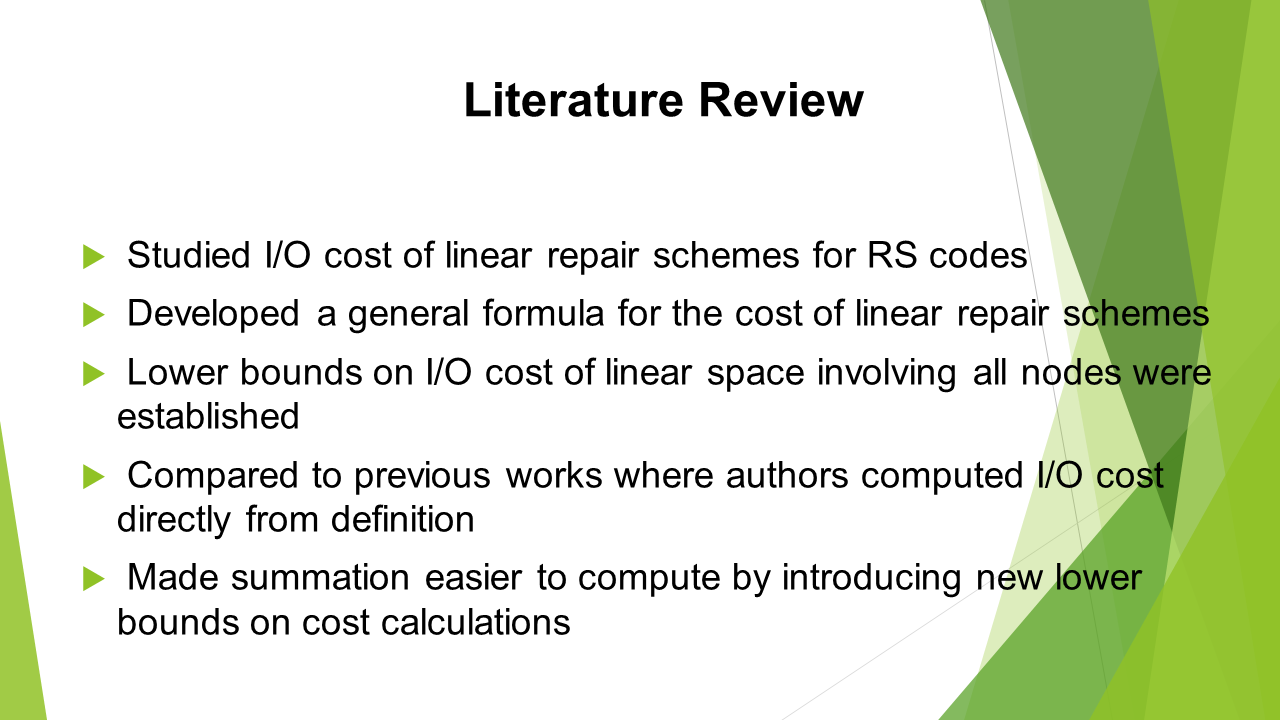 Literature Review
Studied I/O cost of linear repair schemes for RS codes
Developed a general formula for the cost of linear repair schemes
Lower bounds on I/O cost of linear space involving all nodes were
established
Compared to previous works where authors computed I/O cost
directly from definition
Made summation easier to compute by introducing new lower
bounds on cost calculations